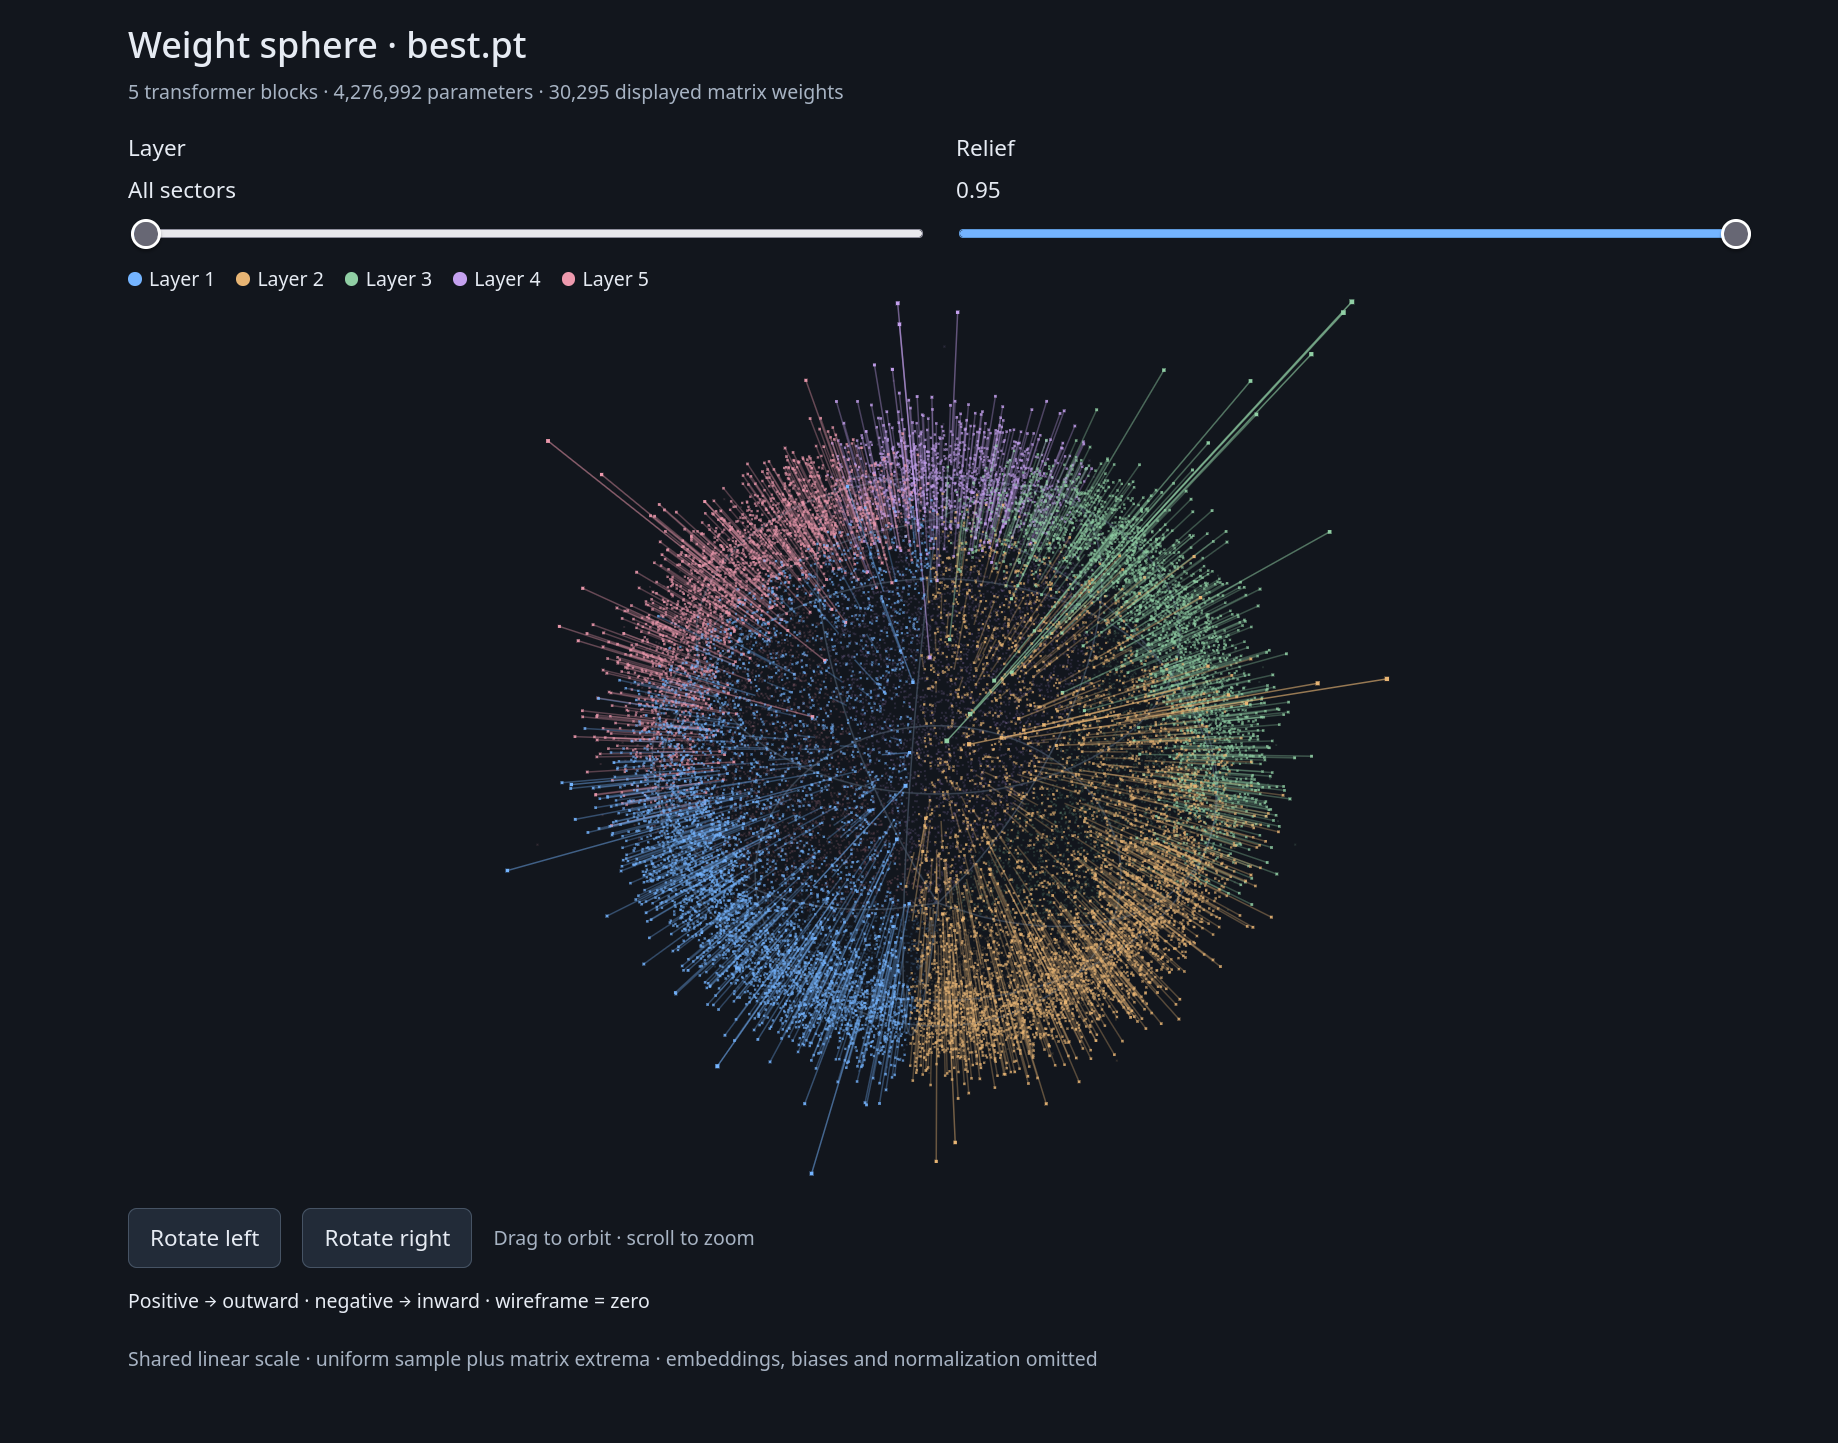 Weight sphere · best.pt
5 transformer blocks · 4,276,992 parameters · 30,295 displayed matrix weights
Layer
All sectors
Relief
0.95
Layer 1
Layer 2
Layer 3
Layer 4
Layer 5
Rotate left
Rotate right
Drag to orbit · scroll to zoom
Positive → outward · negative → inward · wireframe = zero
Shared linear scale · uniform sample plus matrix extrema · embeddings, biases and normalization omitted